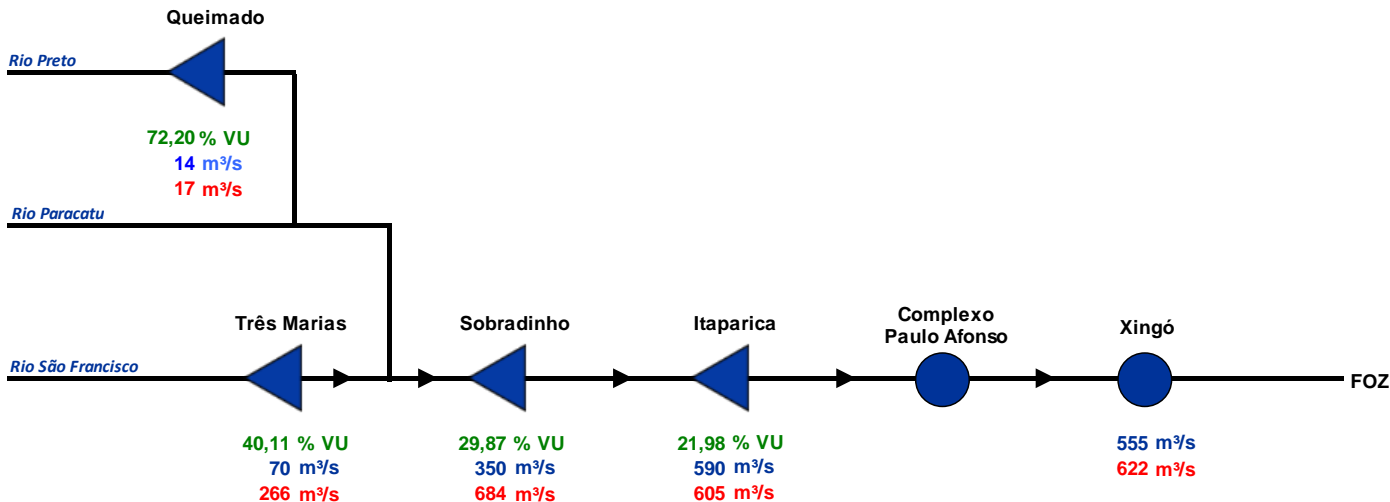 Queimado
Rio Preto
72,20 % VU
14 m³/s
17 m³/s
Rio Paracatu
Três Marias
Sobradinho
Itaparica
Complexo
Paulo Afonso
Xingó
Rio São Francisco
FOZ
40,11 % VU
70 m³/s
266 m³/s
29,87 % VU
350 m³/s
684 m³/s
21,98 % VU
590 m³/s
605 m³/s
555 m³/s
622 m³/s